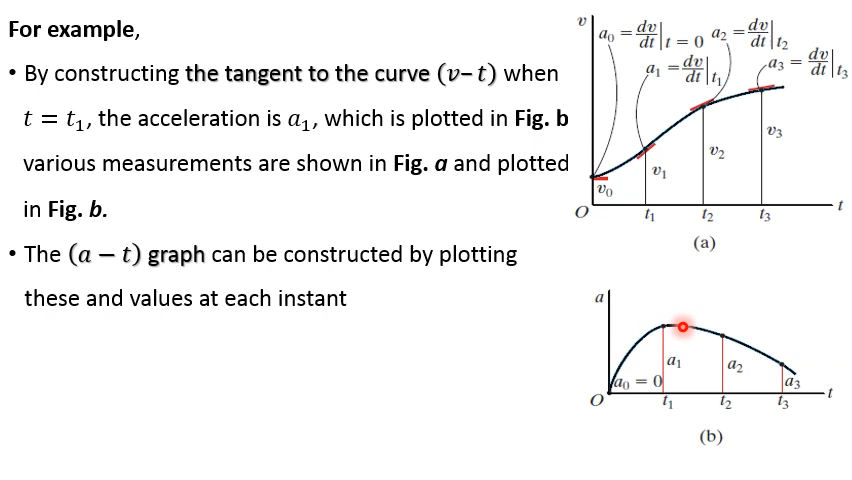 For example,
• By constructing the tangent to the curve (v– t) when
t = t₁, the acceleration is a₁, which is plotted in Fig. b
various measurements are shown in Fig. a and plotted
in Fig. b.
• The (a − t) graph can be constructed by plotting
these and values at each instant
v
a₀ = dv/dt|t = 0
a₂ = dv/dt|t₂
a₁ = dv/dt|t₁
a₃ = dv/dt|t₃
v₀
v₁
v₂
v₃
O
t₁
t₂
t₃
t
(a)
a
a₀ = 0
a₁
a₂
a₃
O
t₁
t₂
t₃
t
(b)